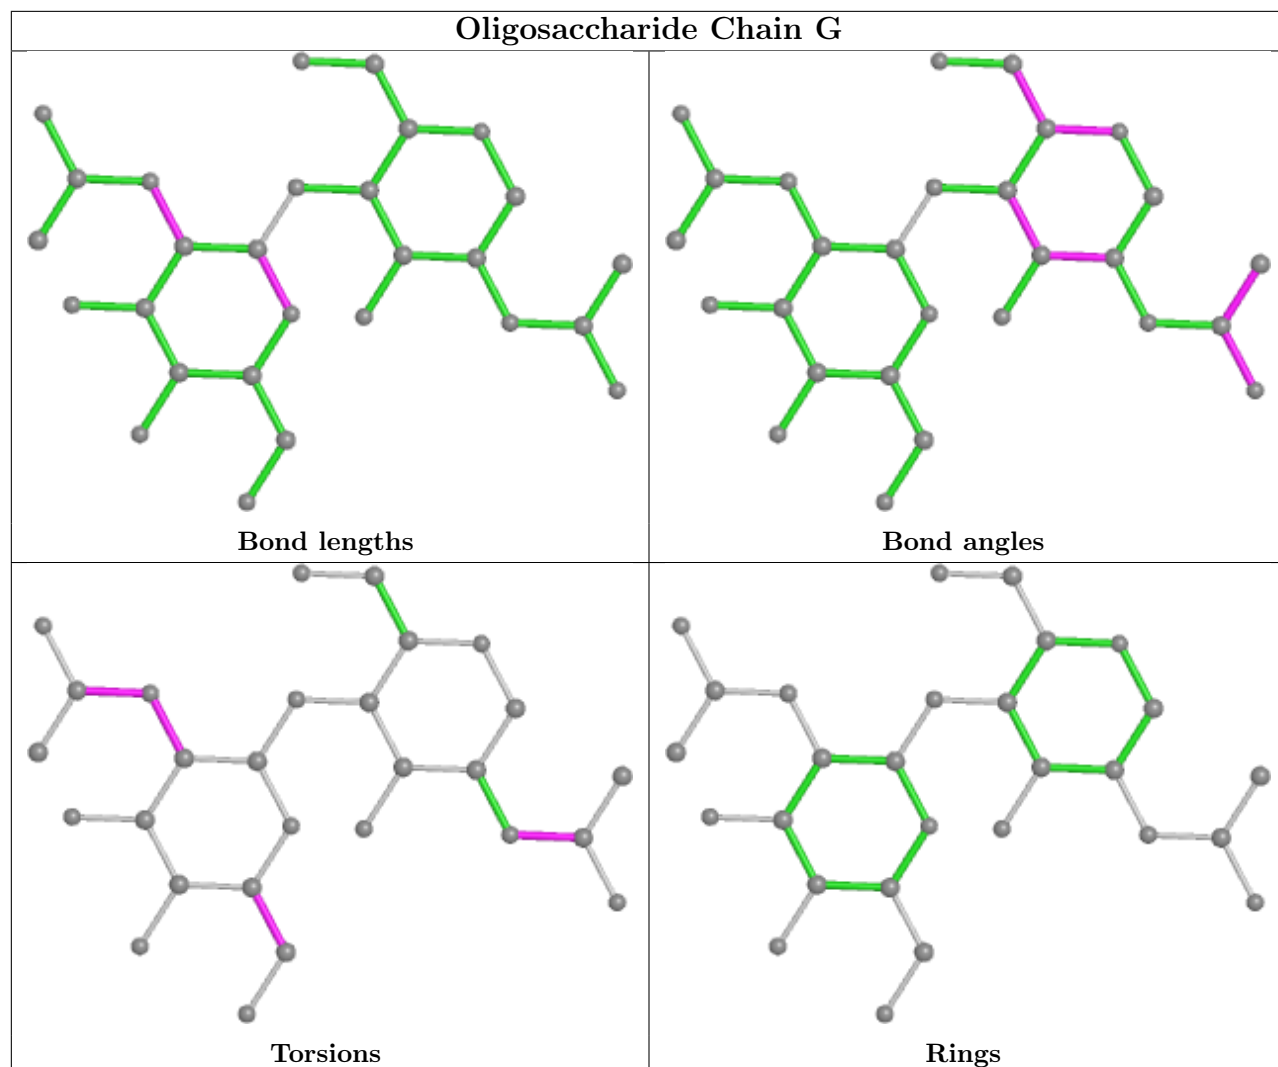 Oligosaccharide Chain G
Bond lengths
Bond angles
Torsions
Rings